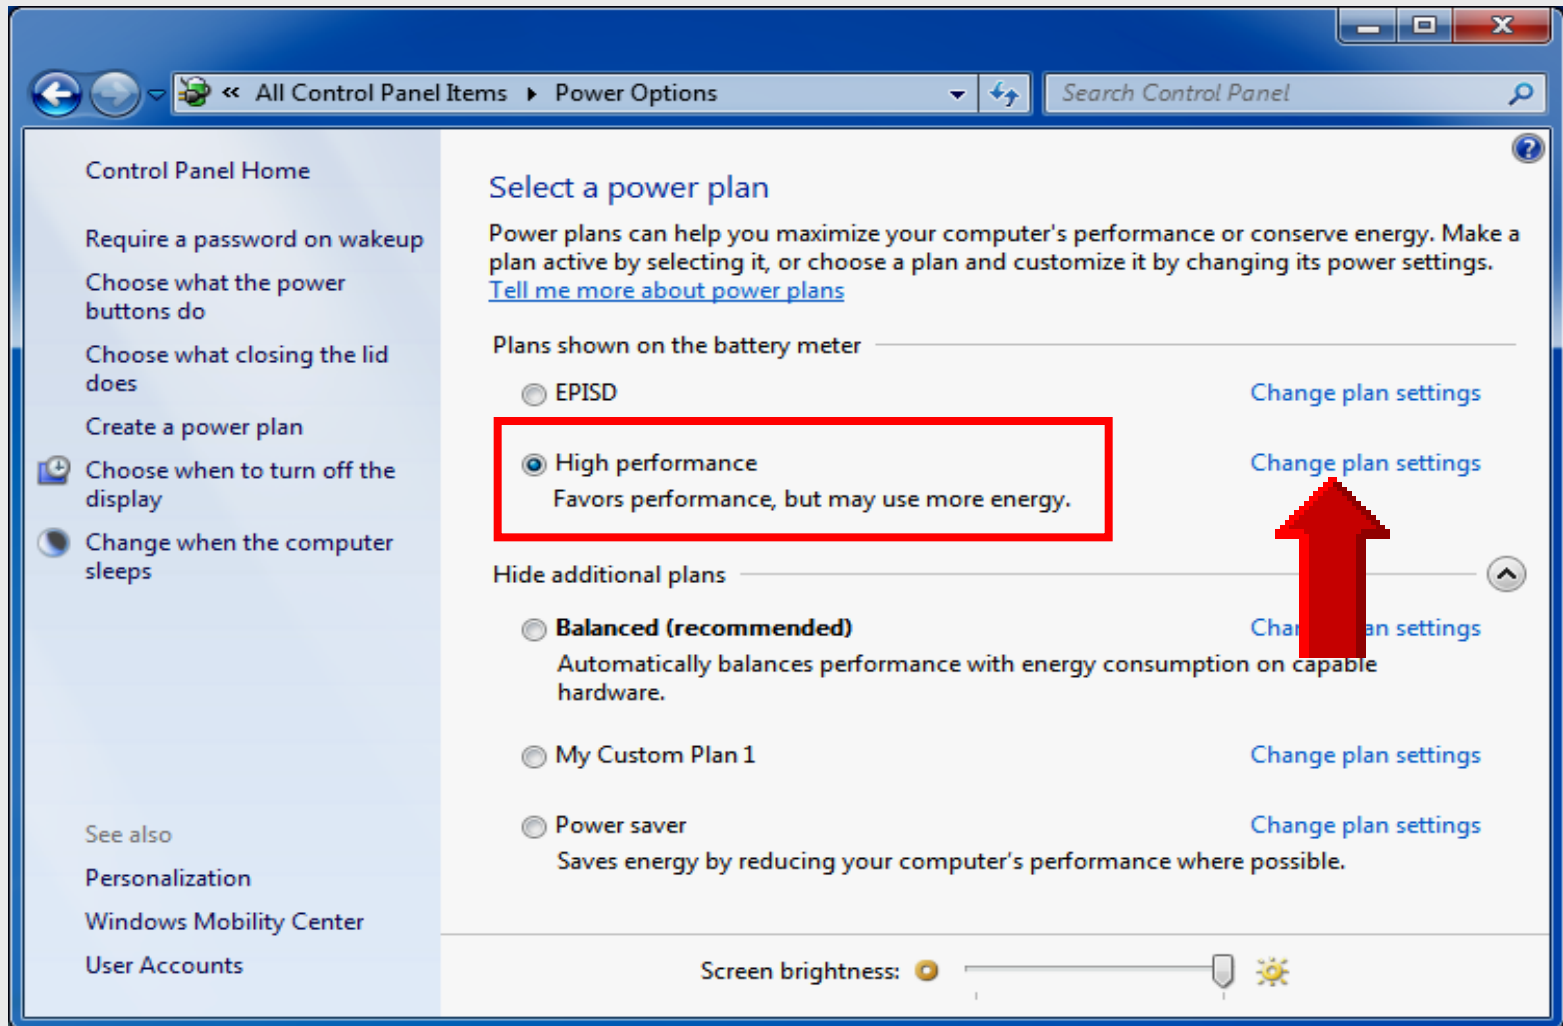 « All Control Panel Items ▸ Power Options
Search Control Panel
Control Panel Home
Require a password on wakeup
Choose what the power
buttons do
Choose what closing the lid
does
Create a power plan
Choose when to turn off the
display
Change when the computer
sleeps
See also
Personalization
Windows Mobility Center
User Accounts
Select a power plan
Power plans can help you maximize your computer's performance or conserve energy. Make a
plan active by selecting it, or choose a plan and customize it by changing its power settings.
Tell me more about power plans
Plans shown on the battery meter
EPISD Change plan settings
High performance Change plan settings
Favors performance, but may use more energy.
Hide additional plans
Balanced (recommended) Change plan settings
Automatically balances performance with energy consumption on capable
hardware.
My Custom Plan 1 Change plan settings
Power saver Change plan settings
Saves energy by reducing your computer's performance where possible.
Screen brightness: